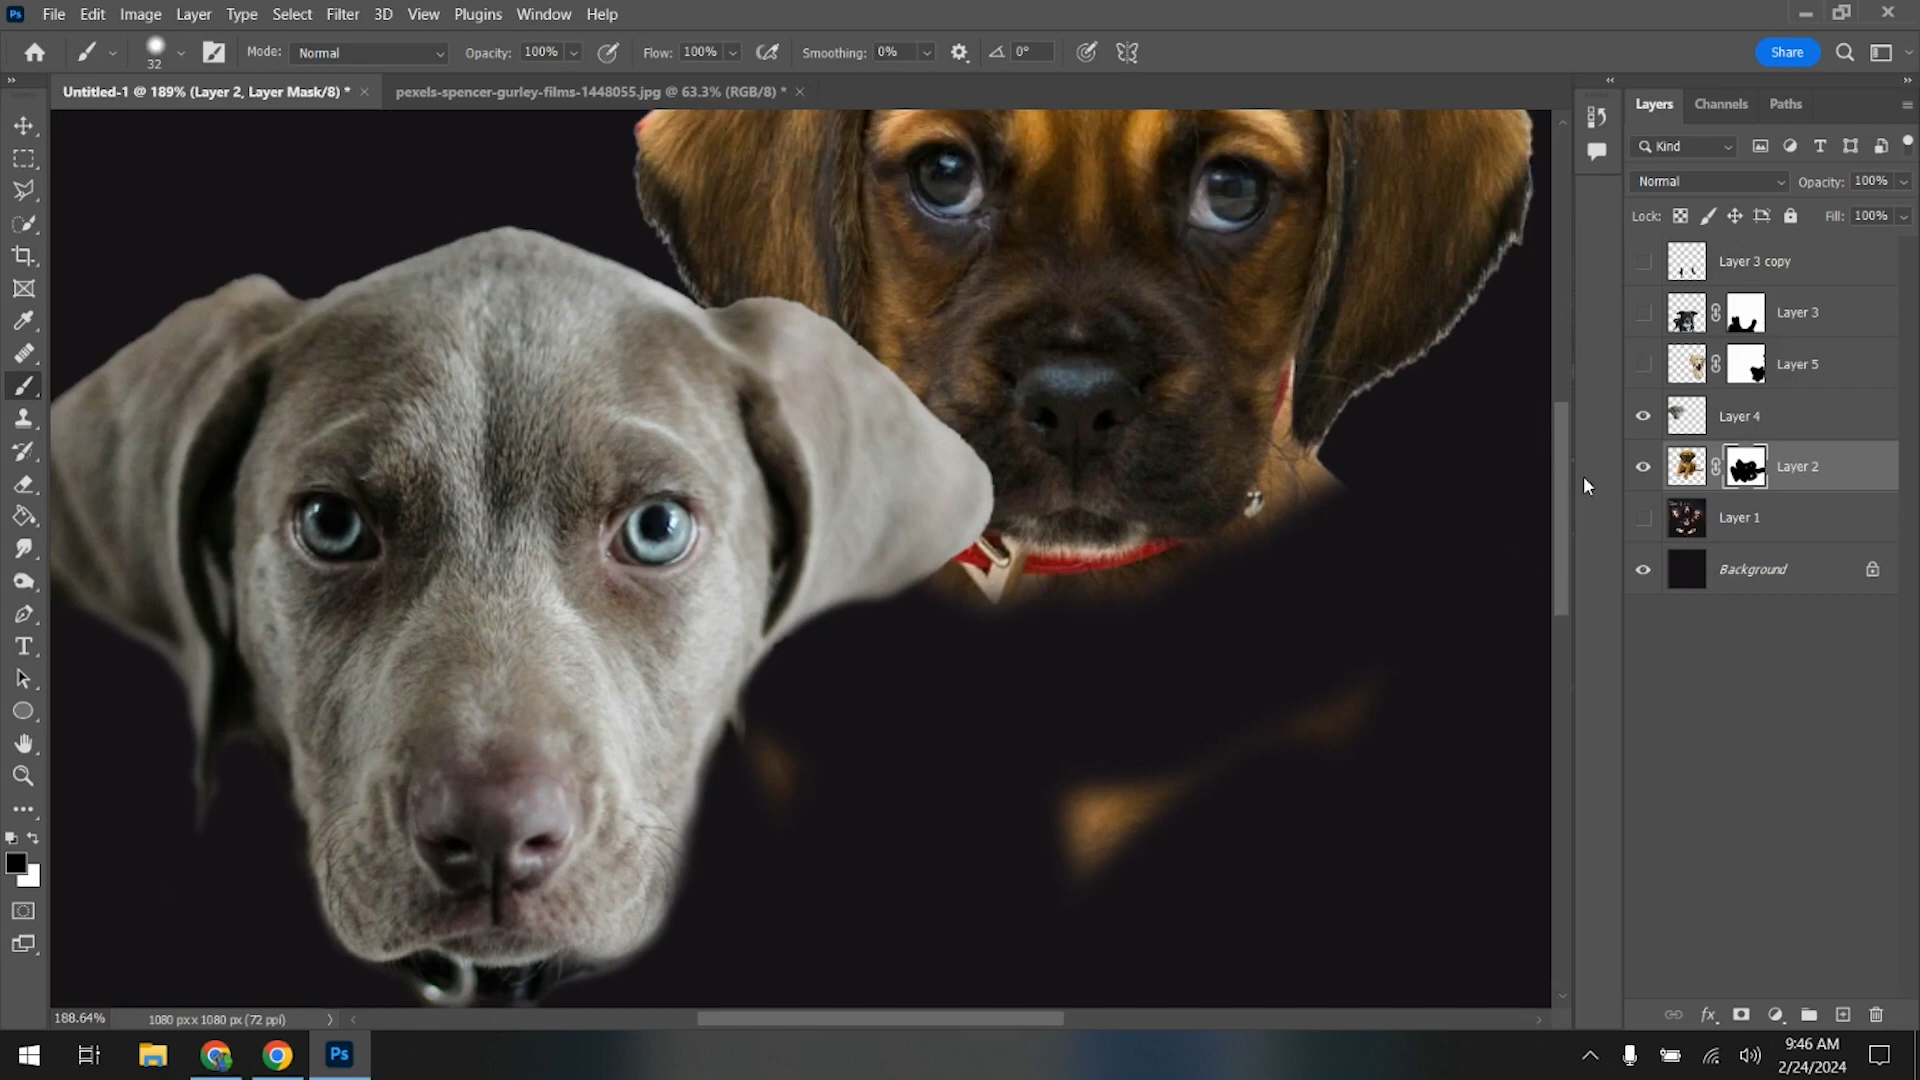 Ps File Edit Image Layer Type Select Filter 3D View Plugins Window Help
32 Mode: Normal Opacity: 100% Flow: 100% Smoothing: 0% 0° Share
Untitled-1 @ 189% (Layer 2, Layer Mask/8) * × pexels-spencer-gurley-films-1448055.jpg @ 63.3% (RGB/8) * ×
Layers Channels Paths
Kind
Normal Opacity: 100%
Lock: Fill: 100%
Layer 3 copy
Layer 3
Layer 5
Layer 4
Layer 2
Layer 1
Background
188.64% 1080 px x 1080 px (72 ppi)
fx
Ps
9:46 AM
2/24/2024